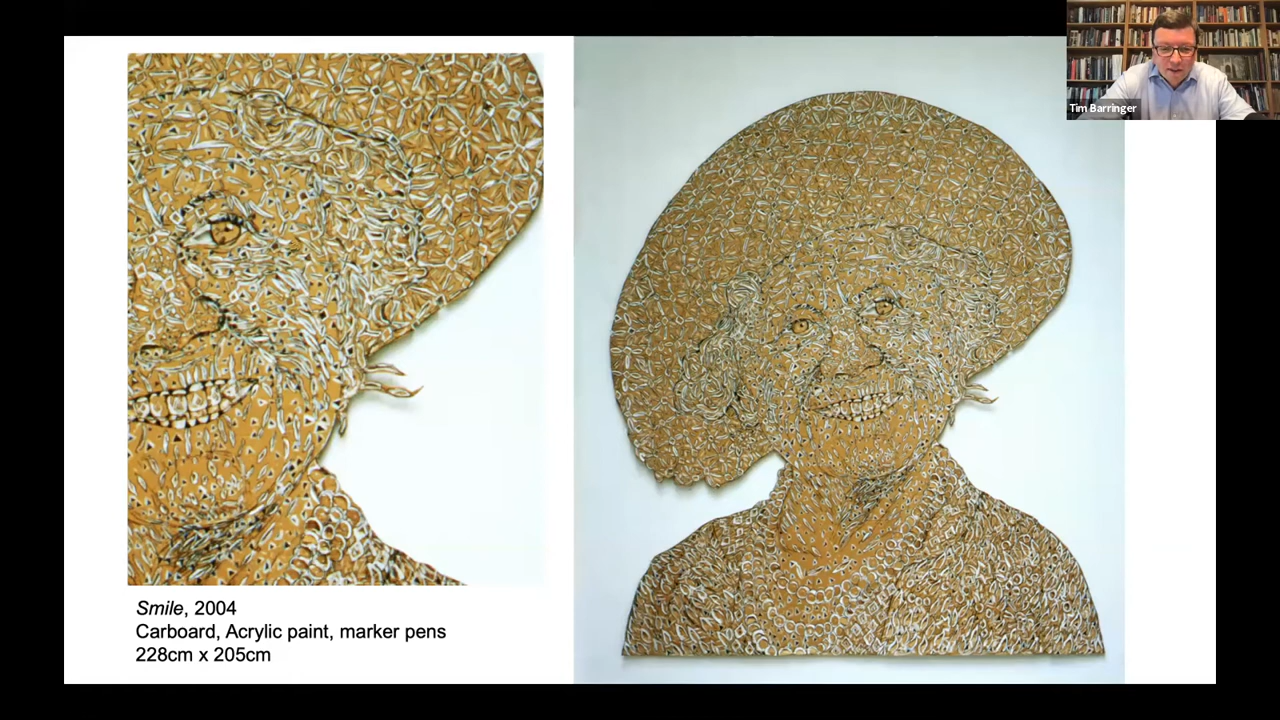 Tim Barringer
Smile, 2004
Carboard, Acrylic paint, marker pens
228cm x 205cm